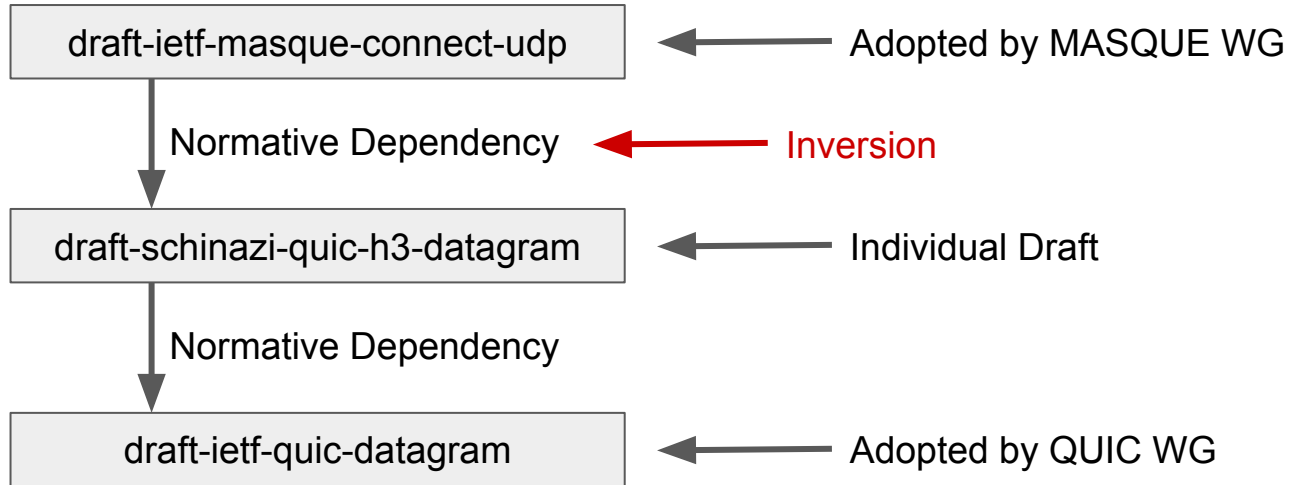 draft-ietf-masque-connect-udp
Adopted by MASQUE WG
Normative Dependency
Inversion
draft-schinazi-quic-h3-datagram
Individual Draft
Normative Dependency
draft-ietf-quic-datagram
Adopted by QUIC WG